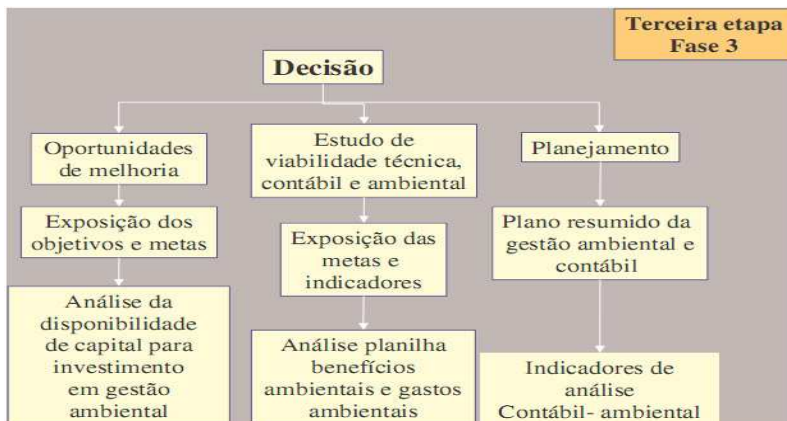 Terceira etapa
Fase 3
Decisão
Oportunidades
de melhoria
Exposição dos
objetivos e metas
Análise da
disponibilidade
de capital para
investimento
em gestão
ambiental
Estudo de
viabilidade técnica,
contábil e ambiental
Exposição das
metas e
indicadores
Análise planilha
benefícios
ambientais e gastos
ambientais
Planejamento
Plano resumido da
gestão ambiental e
contábil
Indicadores de
análise
Contábil- ambiental